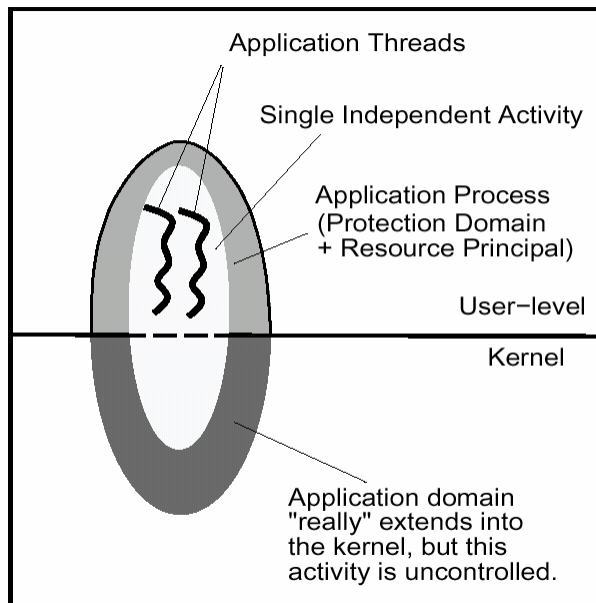 Application Threads
Single Independent Activity
Application Process
(Protection Domain
+ Resource Principal)
User−level
Kernel
Application domain
"really" extends into
the kernel, but this
activity is uncontrolled.